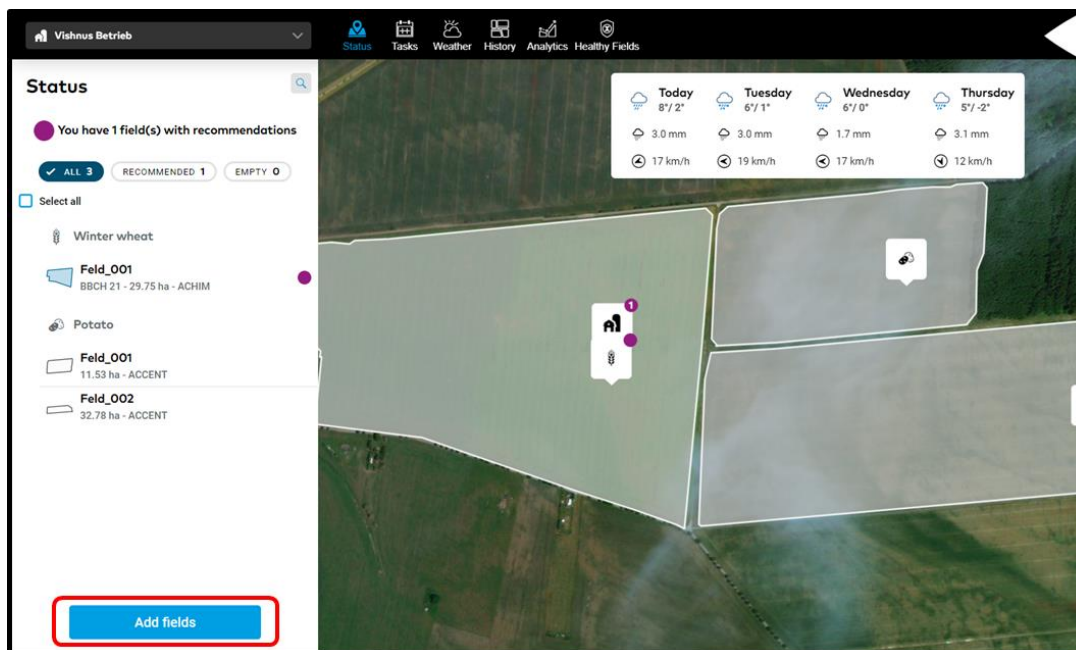 Vishnus Betrieb
Status Tasks Weather History Analytics Healthy Fields
Status
You have 1 field(s) with recommendations
ALL 3 RECOMMENDED 1 EMPTY 0
Select all
Winter wheat
Feld_001
BBCH 21 - 29.75 ha - ACHIM
Potato
Feld_001
11.53 ha - ACCENT
Feld_002
32.78 ha - ACCENT
Add fields
Today Tuesday Wednesday Thursday
8°/ 2° 6°/ 1° 6°/ 0° 5°/ -2°
3.0 mm 3.0 mm 1.7 mm 3.1 mm
17 km/h 19 km/h 17 km/h 12 km/h
1